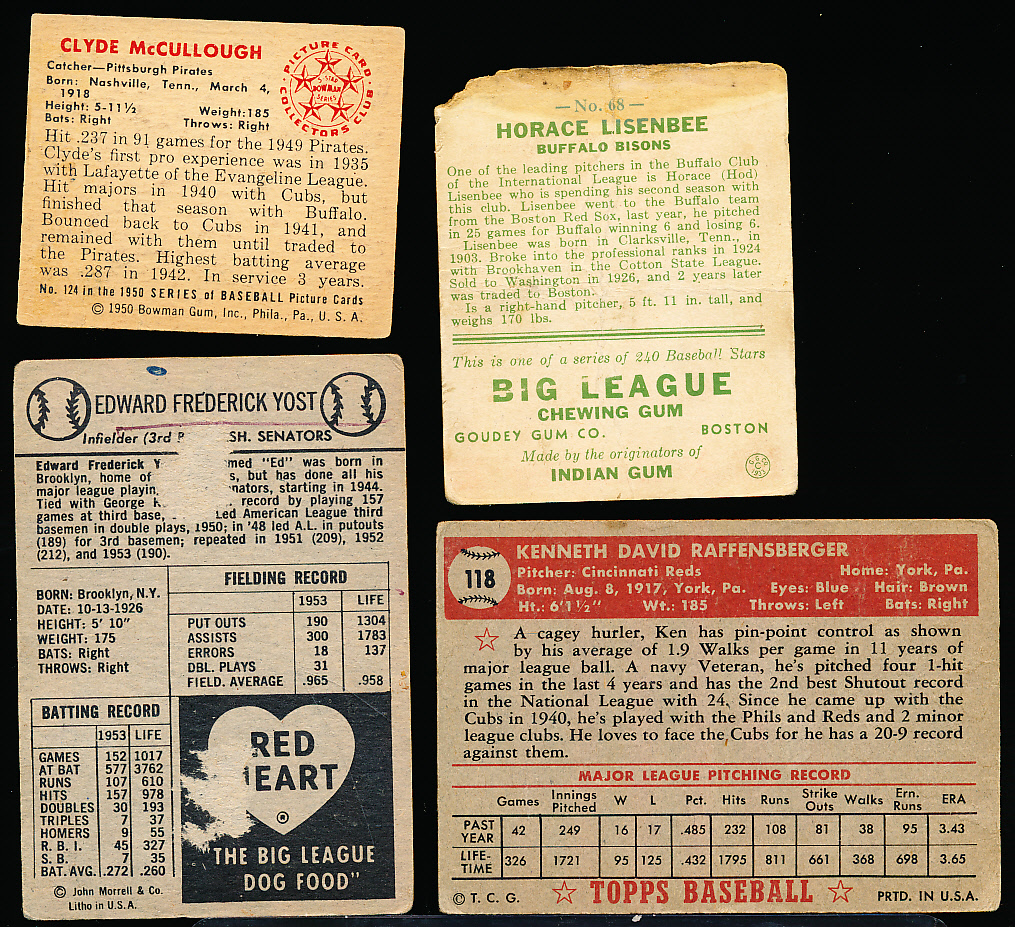 CLYDE McCULLOUGH
Catcher—Pittsburgh Pirates
Born: Nashville, Tenn., March 4,
1918
Height: 5-11½ Weight:185
Bats: Right Throws: Right
PICTURE CARD COLLECTORS CLUB
5-STAR
BOWMAN
SERIES
Hit .237 in 91 games for the 1949 Pirates.
Clyde's first pro experience was in 1935
with Lafayette of the Evangeline League.
Hit majors in 1940 with Cubs, but
finished that season with Buffalo.
Bounced back to Cubs in 1941, and
remained with them until traded to
the Pirates. Highest batting average
was .287 in 1942. In service 3 years.
No. 124 in the 1950 SERIES of BASEBALL Picture Cards
© 1950 Bowman Gum, Inc., Phila., Pa., U. S. A.
—No. 68—
HORACE LISENBEE
BUFFALO BISONS
One of the leading pitchers in the Buffalo Club
of the International League is Horace (Hod)
Lisenbee who is spending his second season with
this club. Lisenbee went to the Buffalo team
from the Boston Red Sox, last year, he pitched
in 25 games for Buffalo winning 6 and losing 6.
Lisenbee was born in Clarksville, Tenn., in
1903. Broke into the professional ranks in 1924
with Brookhaven in the Cotton State League.
Sold to Washington in 1926, and 2 years later
was traded to Boston.
Is a right-hand pitcher, 5 ft. 11 in. tall, and
weighs 170 lbs.
This is one of a series of 240 Baseball Stars
BIG LEAGUE
CHEWING GUM
GOUDEY GUM CO. BOSTON
Made by the originators of
INDIAN GUM
EDWARD FREDERICK YOST
Infielder (3rd SH. SENATORS
Edward Frederick Y med "Ed" was born in
Brooklyn, home of s, but has done all his
major league playin nators, starting in 1944.
Tied with George record by playing 157
games at third base, Led American League third
basemen in double plays, 1950; in '48 led A.L. in putouts
(189) for 3rd basemen; repeated in 1951 (209), 1952
(212), and 1953 (190).
BORN: Brooklyn, N.Y.
DATE: 10-13-1926
HEIGHT: 5' 10"
WEIGHT: 175
BATS: Right
THROWS: Right
FIELDING RECORD
1953 LIFE
PUT OUTS 190 1304
ASSISTS 300 1783
ERRORS 18 137
DBL. PLAYS 31
FIELD. AVERAGE .965 .958
BATTING RECORD
1953 LIFE
GAMES 152 1017
AT BAT 577 3762
RUNS 107 610
HITS 157 978
DOUBLES 30 193
TRIPLES 7 37
HOMERS 9 55
R. B. I. 45 327
S. B. 7 35
BAT. AVG. .272 .260
© John Morrell & Co.
Litho in U.S.A.
RED
EART
®
"THE BIG LEAGUE
DOG FOOD"
118
KENNETH DAVID RAFFENSBERGER
Pitcher: Cincinnati Reds Home: York, Pa.
Born: Aug. 8, 1917, York, Pa. Eyes: Blue Hair: Brown
Ht.: 6'1½" Wt.: 185 Throws: Left Bats: Right
A cagey hurler, Ken has pin-point control as shown
by his average of 1.9 Walks per game in 11 years of
major league ball. A navy Veteran, he's pitched four 1-hit
games in the last 4 years and has the 2nd best Shutout record
in the National League with 24. Since he came up with the
Cubs in 1940, he's played with the Phils and Reds and 2 minor
league clubs. He loves to face the Cubs for he has a 20-9 record
against them.
MAJOR LEAGUE PITCHING RECORD
Games Innings Pitched W L Pct. Hits Runs Strike Outs Walks Ern. Runs ERA
PAST YEAR 42 249 16 17 .485 232 108 81 38 95 3.43
LIFE-TIME 326 1721 95 125 .432 1795 811 661 368 698 3.65
© T. C. G. TOPPS BASEBALL PRTD. IN U.S.A.